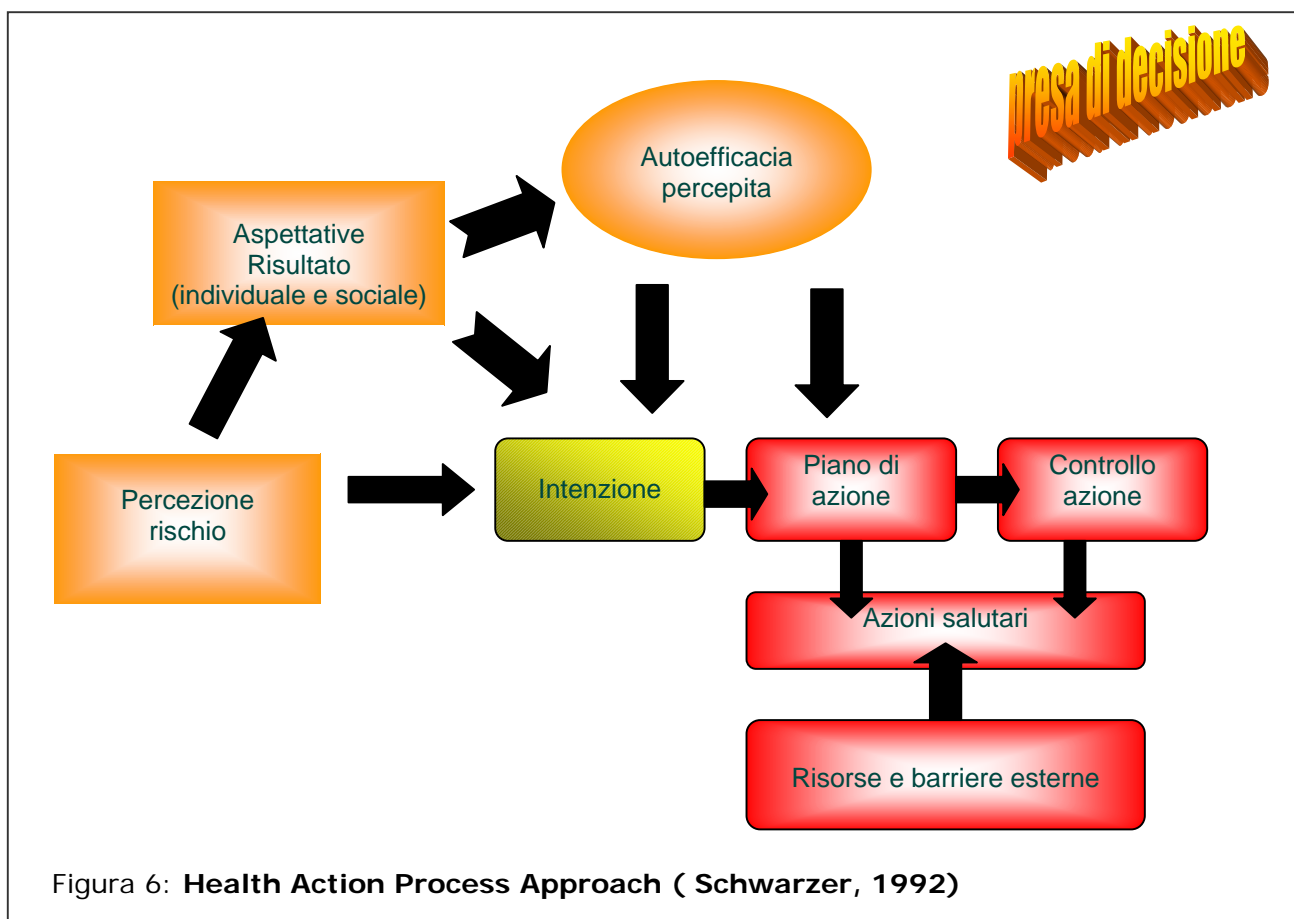 presa di decisione
Autoefficacia
percepita
Aspettative
Risultato
(individuale e sociale)
Percezione
rischio
Intenzione
Piano di
azione
Controllo
azione
Azioni salutari
Risorse e barriere esterne
Figura 6: Health Action Process Approach ( Schwarzer, 1992)